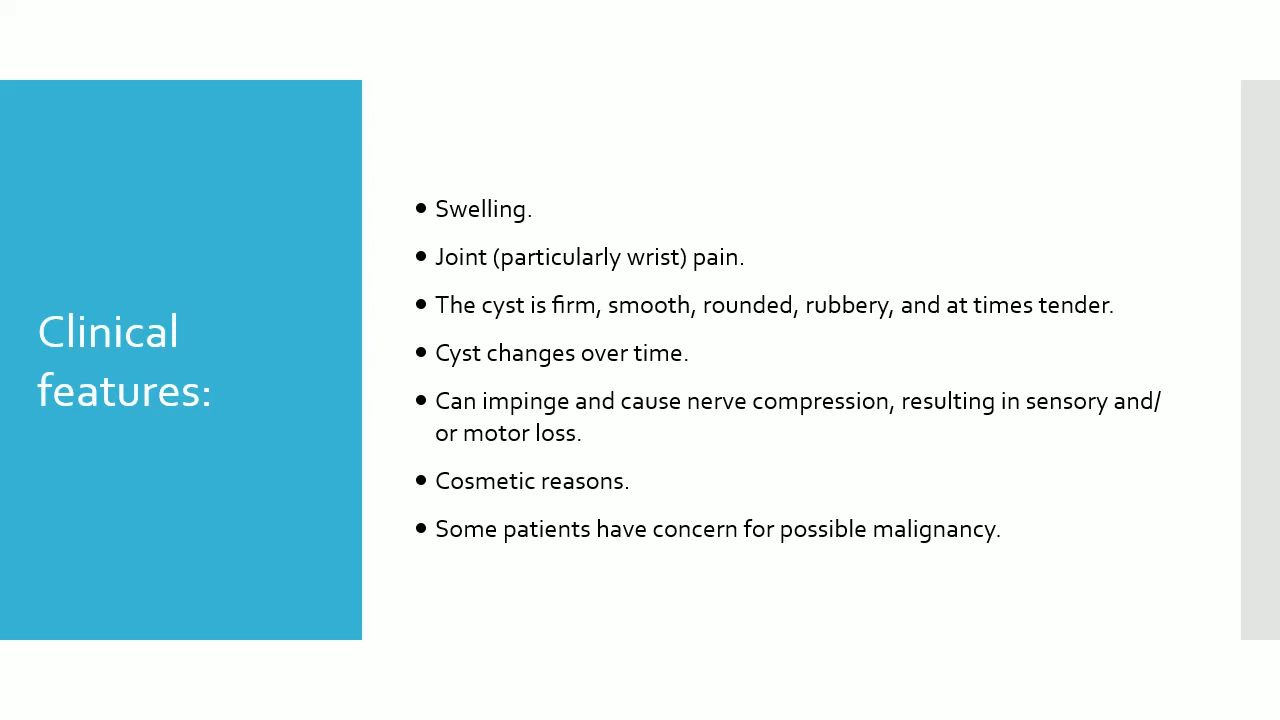 Clinical
features:
• Swelling.
• Joint (particularly wrist) pain.
• The cyst is firm, smooth, rounded, rubbery, and at times tender.
• Cyst changes over time.
• Can impinge and cause nerve compression, resulting in sensory and/
or motor loss.
• Cosmetic reasons.
• Some patients have concern for possible malignancy.